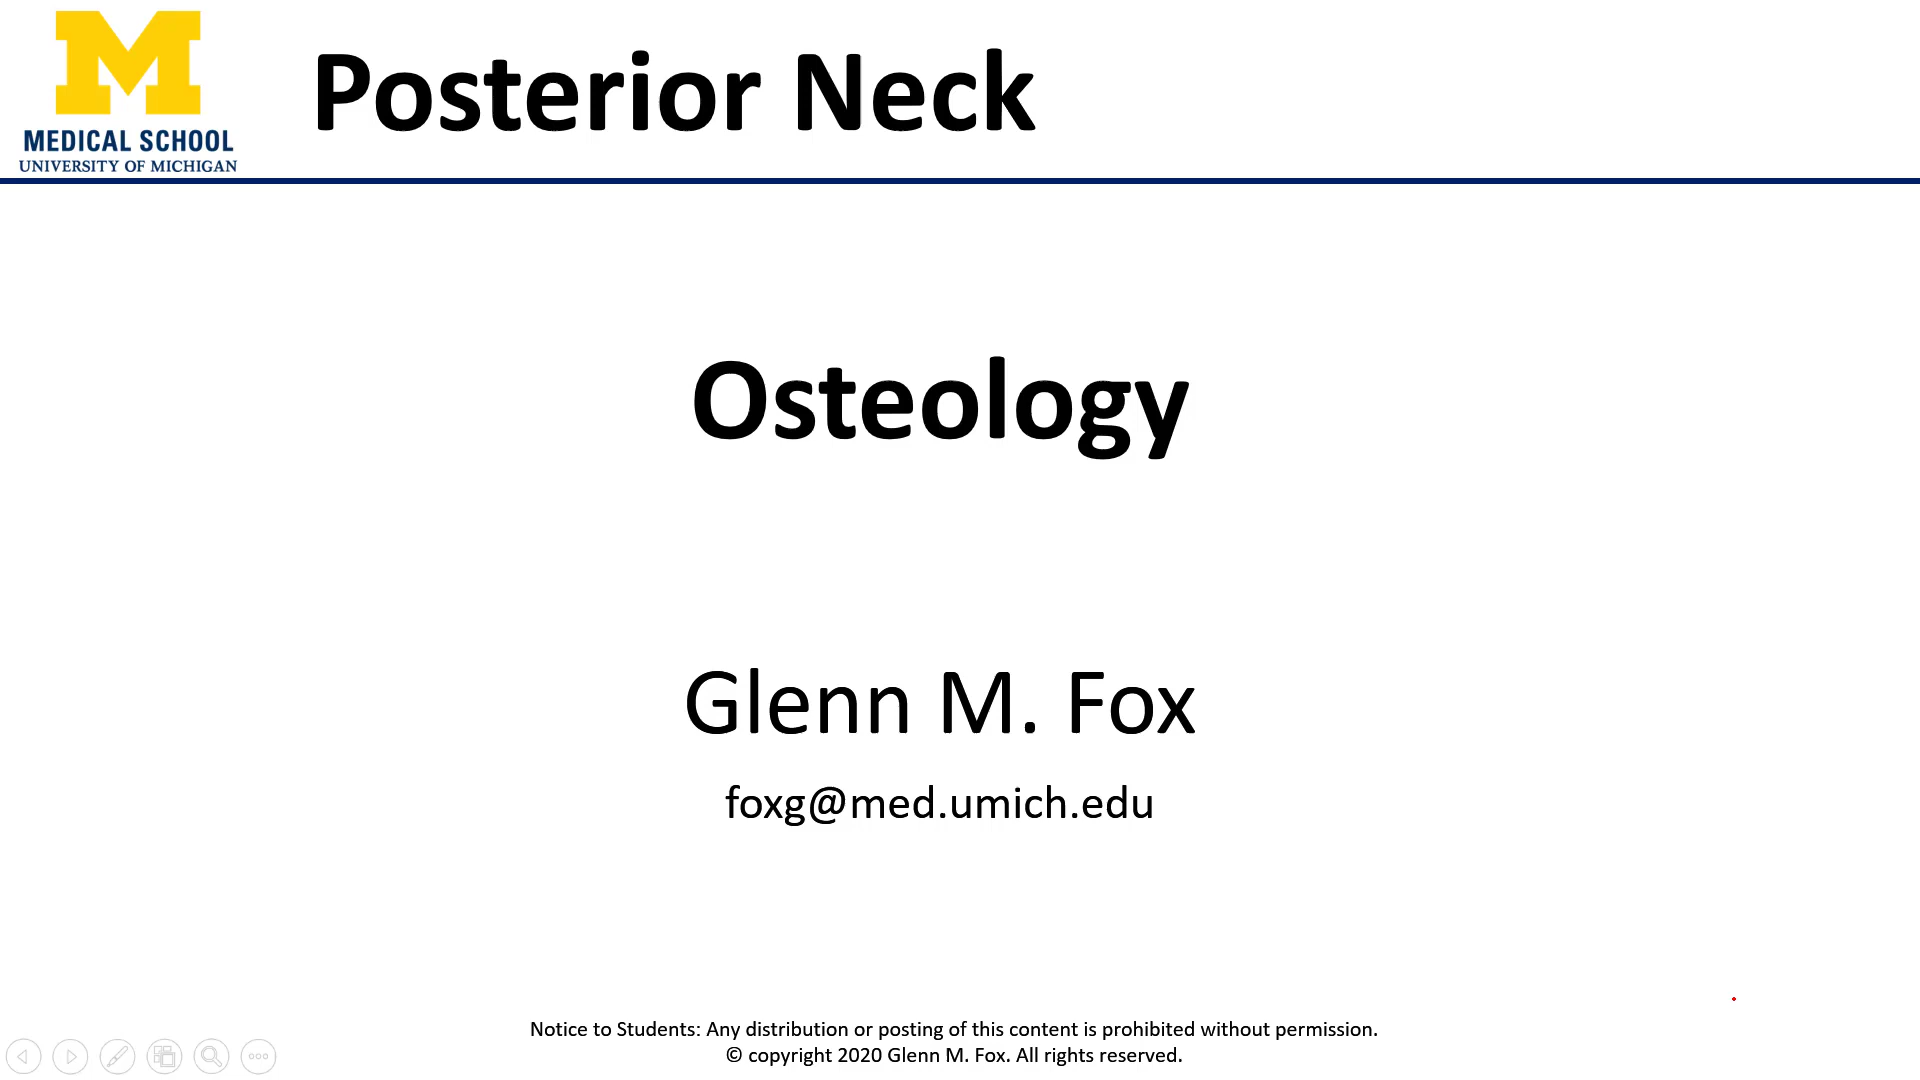 M
MEDICAL SCHOOL
UNIVERSITY OF MICHIGAN
Posterior Neck
Osteology
Glenn M. Fox
foxg@med.umich.edu
Notice to Students: Any distribution or posting of this content is prohibited without permission.
© copyright 2020 Glenn M. Fox. All rights reserved.